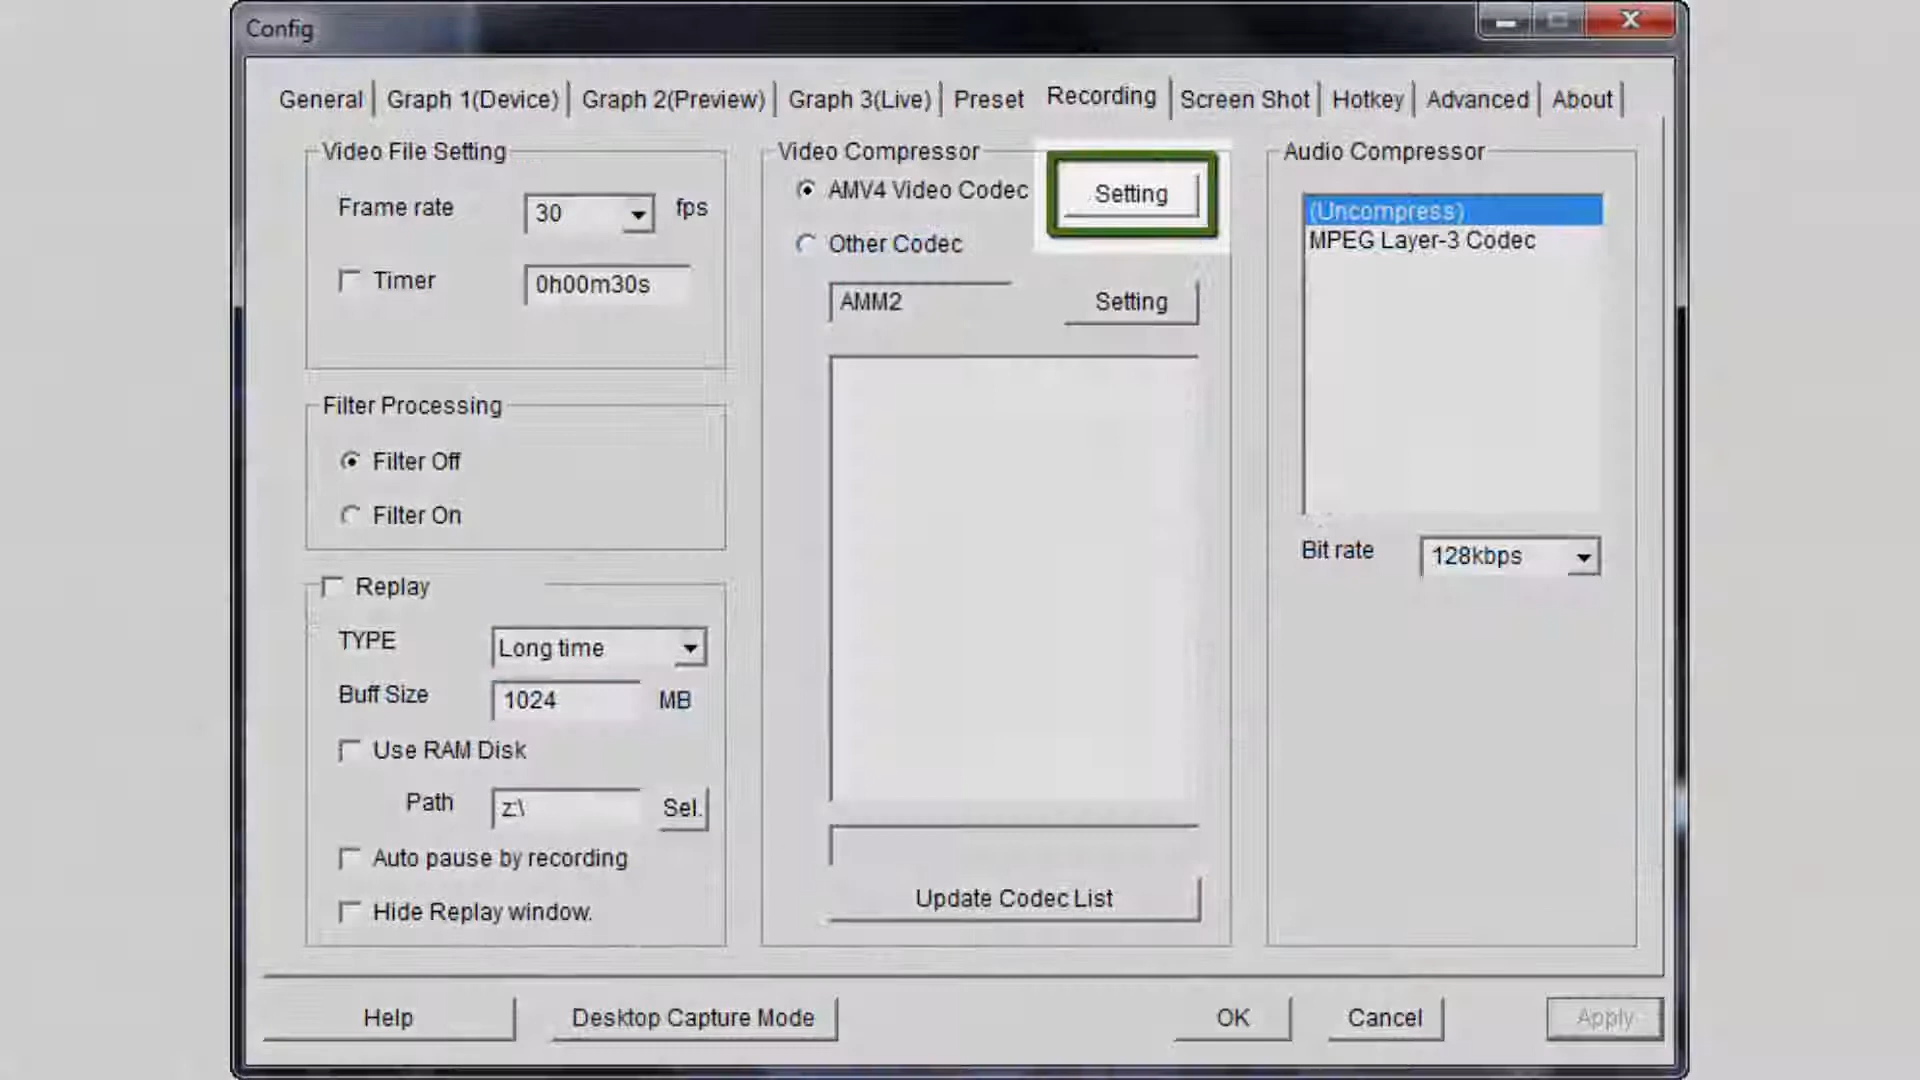 Config
General
Graph 1(Device)
Graph 2(Preview)
Graph 3(Live)
Preset
Recording
Screen Shot
Hotkey
Advanced
About
Video File Setting
Frame rate
30
fps
Timer
0h00m30s
Filter Processing
Filter Off
Filter On
Replay
TYPE
Long time
Buff Size
1024
MB
Use RAM Disk
Path
z:\
Sel.
Auto pause by recording
Hide Replay window.
Video Compressor
AMV4 Video Codec
Setting
Other Codec
AMM2
Setting
Update Codec List
Audio Compressor
(Uncompress)
MPEG Layer-3 Codec
Bit rate
128kbps
Help
Desktop Capture Mode
OK
Cancel
Apply